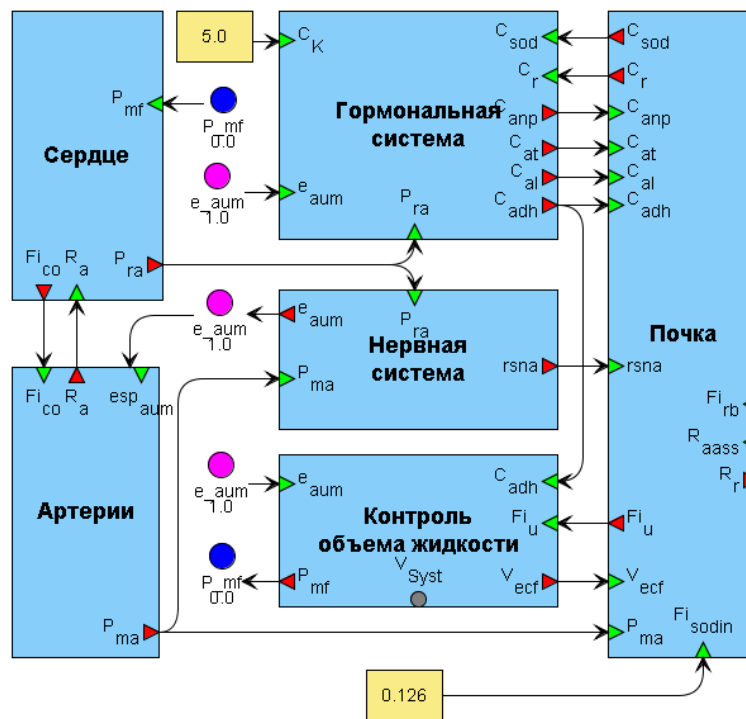 5.0
C_K
C_sod
C_sod
C_r
C_r
P_mf
P_mf
0.0
Гормональная
система
C_anp
C_anp
Сердце
C_at
C_at
C_al
C_al
e_aum
1.0
e_aum
P_ra
C_adh
C_adh
Fi_co
R_a
P_ra
e_aum
1.0
e_aum
P_ra
Нервная
система
Почка
P_ma
rsna
rsna
Fi_co
R_a
esp_aum
Fi_rb
R_aass
e_aum
1.0
e_aum
C_adh
R_r
Артерии
Контроль
объема жидкости
Fi_u
Fi_u
P_mf
0.0
P_mf
V_Syst
V_ecf
V_ecf
P_ma
P_ma
Fi_sodin
0.126